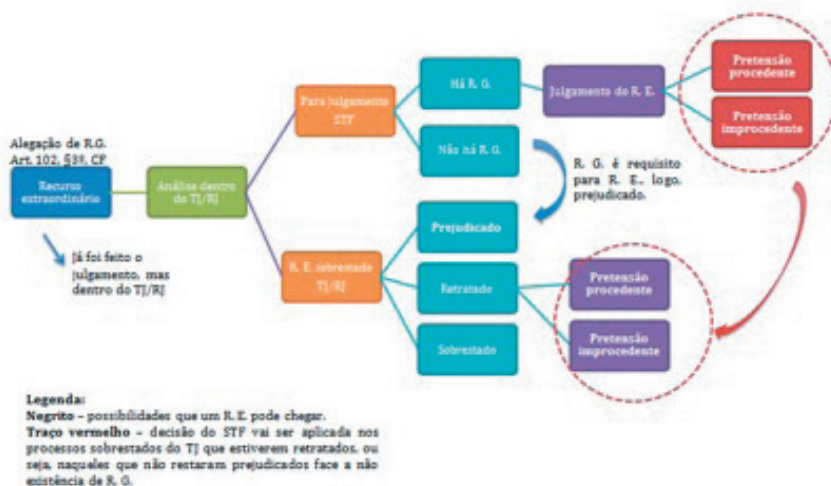 Alegação de R.G.
Art. 102, §3º, CF
Recurso
extraordinário
Já foi feito o
julgamento, mas
dentro do TJ/RJ
Análise dentro
do TJ/RJ
Para julgamento
STF
Há R. G.
Não há R. G.
Julgamento do R. E.
Pretensão
procedente
Pretensão
improcedente
R. G. é requisito
para R. E., logo,
prejudicado.
R. E. sobrestado
TJ/RJ
Prejudicado
Retratado
Sobrestado
Pretensão
procedente
Pretensão
improcedente
Legenda:
Negrito – possibilidades que um R. E. pode chegar.
Traço vermelho – decisão do STF vai ser aplicada nos
processos sobrestados do TJ que estiverem retratados, ou
seja, naqueles que não restaram prejudicados face a não
existência de R. G.